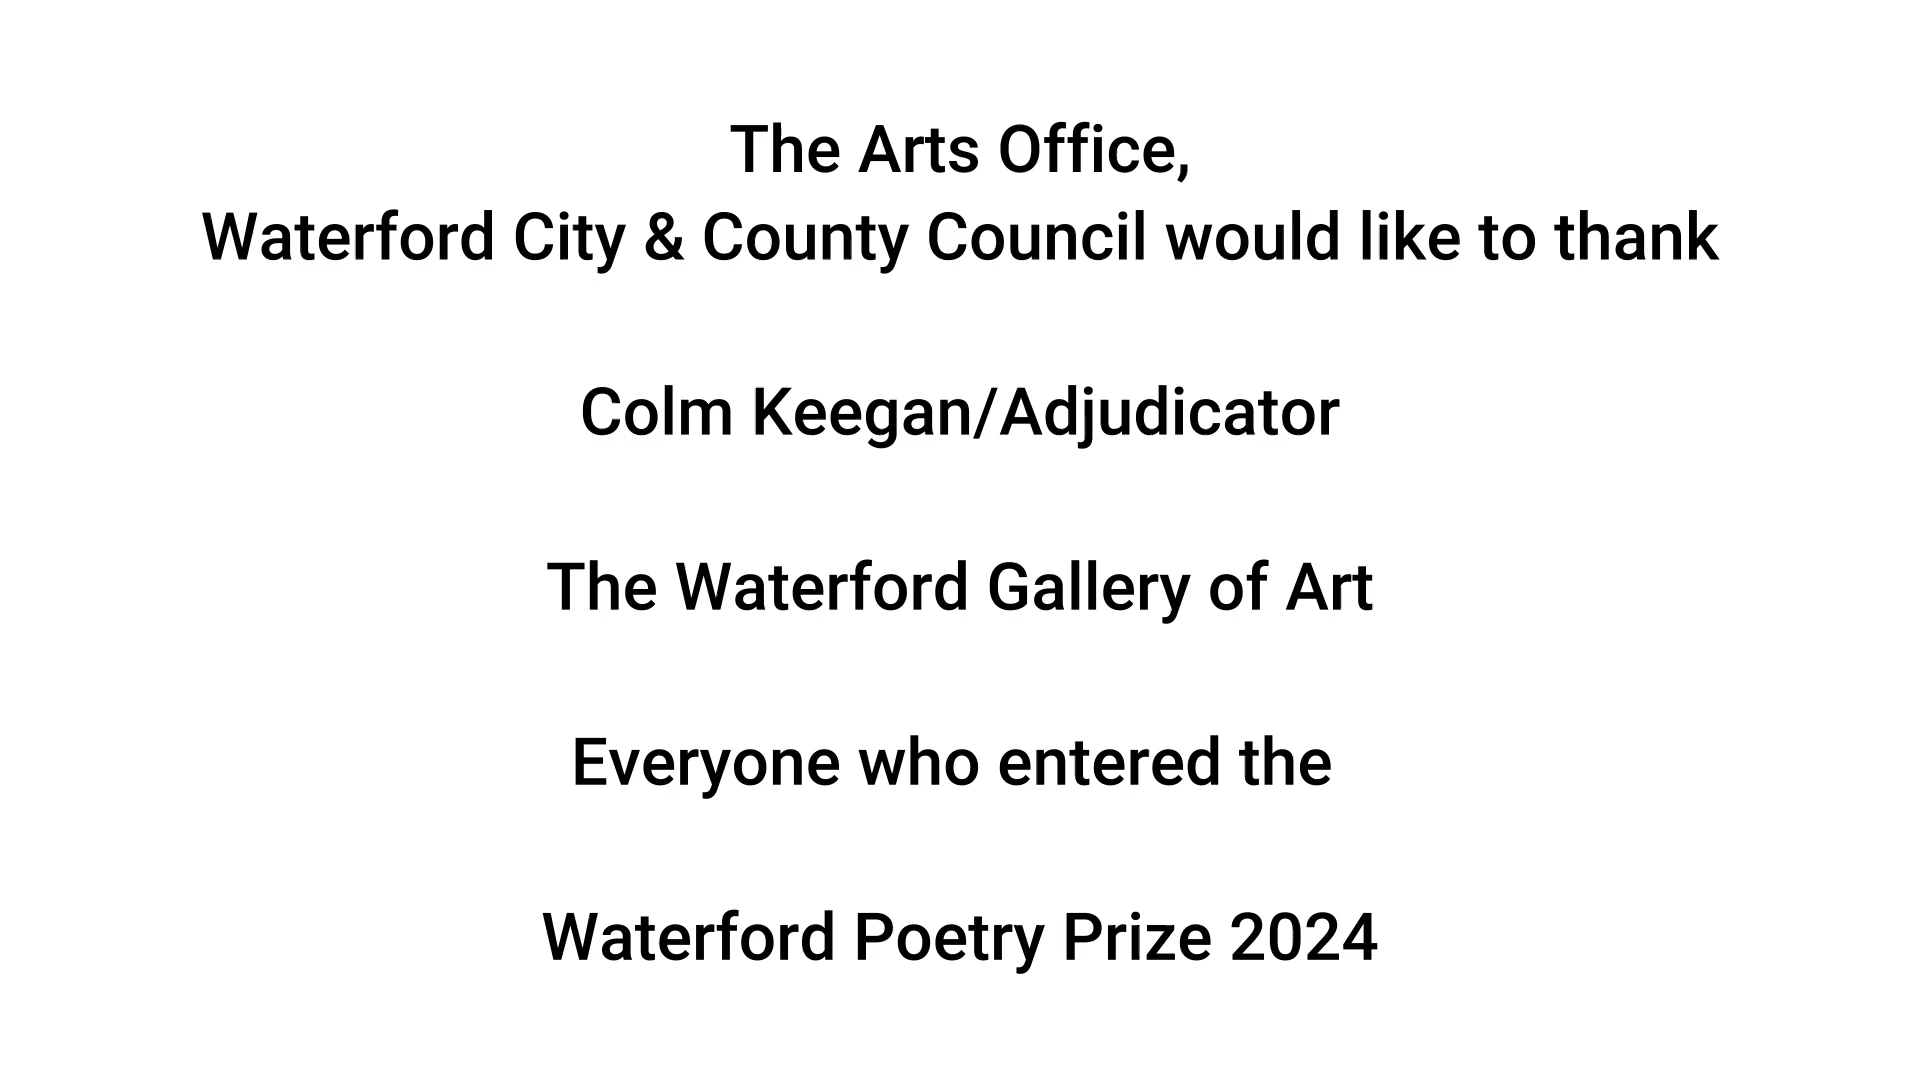 The Arts Office,
Waterford City & County Council would like to thank
Colm Keegan/Adjudicator
The Waterford Gallery of Art
Everyone who entered the
Waterford Poetry Prize 2024